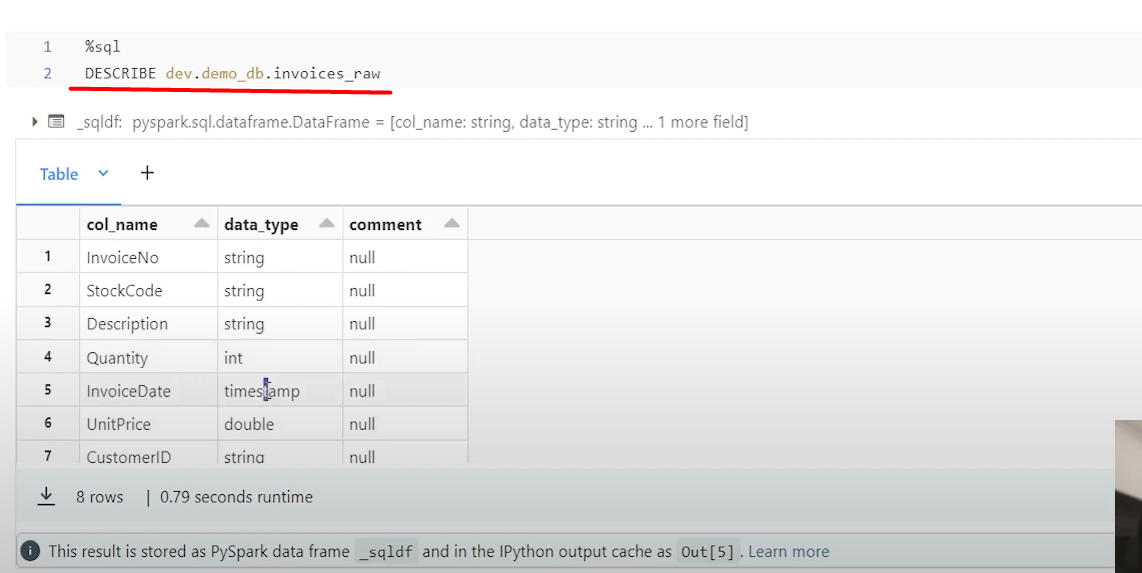 1 %sql
2 DESCRIBE dev.demo_db.invoices_raw
_sqldf: pyspark.sql.dataframe.DataFrame = [col_name: string, data_type: string ... 1 more field]
Table +
col_name data_type comment
1 InvoiceNo string null
2 StockCode string null
3 Description string null
4 Quantity int null
5 InvoiceDate timestamp null
6 UnitPrice double null
7 CustomerID string null
8 rows | 0.79 seconds runtime
This result is stored as PySpark data frame _sqldf and in the IPython output cache as Out[5] . Learn more